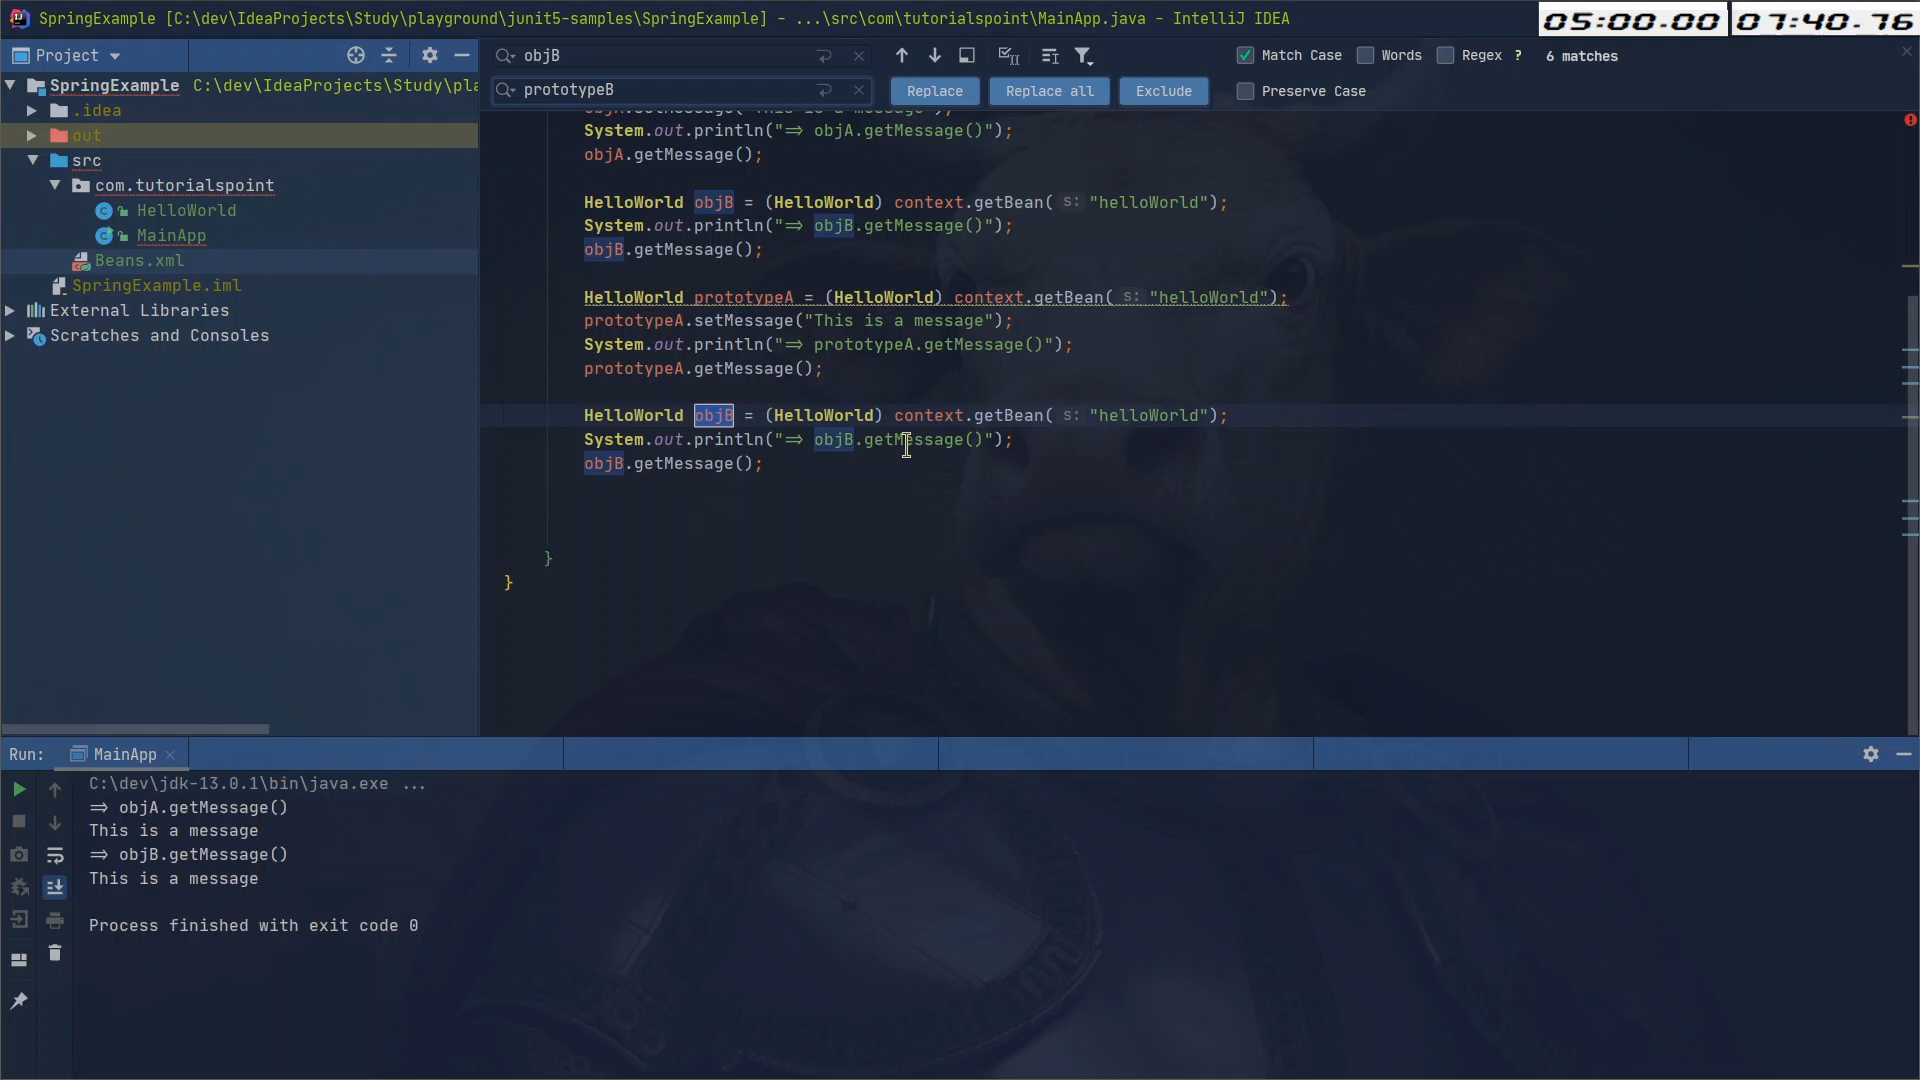 SpringExample [C:\dev\IdeaProjects\Study\playground\junit5-samples\SpringExample] - ...\src\com\tutorialspoint\MainApp.java - IntelliJ IDEA
05:00.00 07:40.76
Project
objB
Match Case Words Regex ? 6 matches
prototypeB
Replace Replace all Exclude Preserve Case
SpringExample C:\dev\IdeaProjects\Study\pla
.idea
out
src
com.tutorialspoint
HelloWorld
MainApp
Beans.xml
SpringExample.iml
External Libraries
Scratches and Consoles
objA.setMessage("This is a message");
System.out.println("=> objA.getMessage()");
objA.getMessage();
HelloWorld objB = (HelloWorld) context.getBean( s: "helloWorld");
System.out.println("=> objB.getMessage()");
objB.getMessage();
HelloWorld prototypeA = (HelloWorld) context.getBean( s: "helloWorld");
prototypeA.setMessage("This is a message");
System.out.println("=> prototypeA.getMessage()");
prototypeA.getMessage();
HelloWorld objB = (HelloWorld) context.getBean( s: "helloWorld");
System.out.println("=> objB.getMessage()");
objB.getMessage();
}
}
Run: MainApp
C:\dev\jdk-13.0.1\bin\java.exe ...
=> objA.getMessage()
This is a message
=> objB.getMessage()
This is a message
Process finished with exit code 0